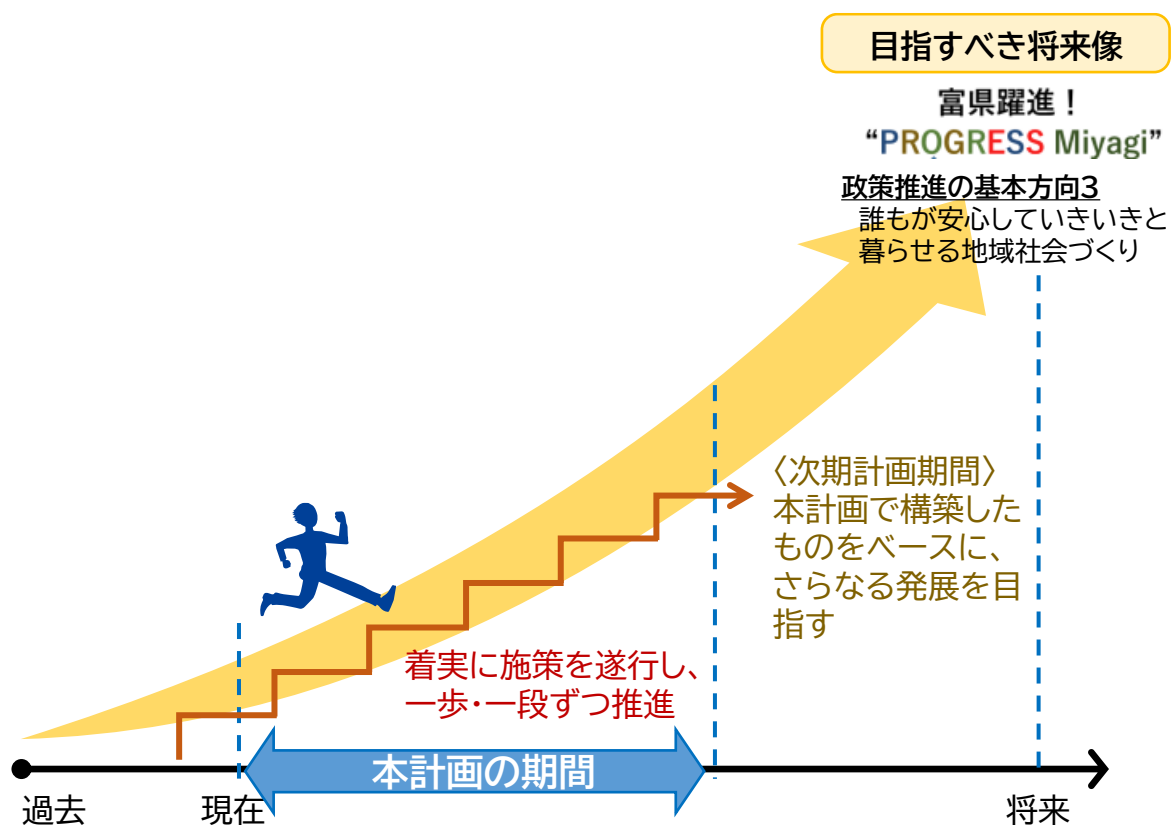 目指すべき将来像
富県躍進！
“PROGRESS Miyagi”
政策推進の基本方向3
誰もが安心していきいきと
暮らせる地域社会づくり
〈次期計画期間〉
本計画で構築した
ものをベースに、
さらなる発展を目
指す
着実に施策を遂行し、
一歩・一段ずつ推進
本計画の期間
過去
現在
将来